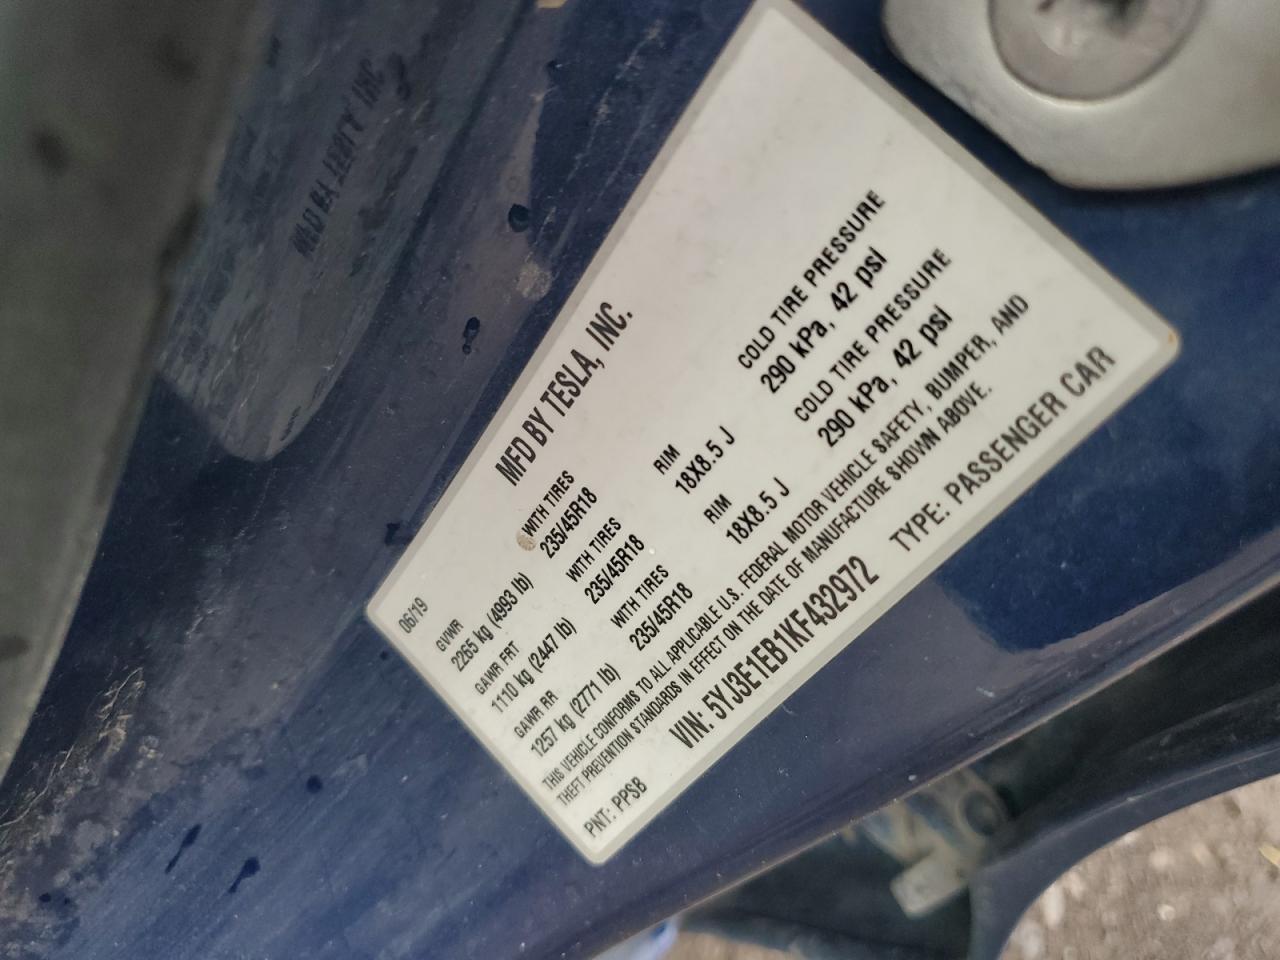 MFD BY TESLA, INC.
06/19
GVWR
2265 kg (4993 lb)
WITH TIRES
235/45R18
RIM
18X8.5 J
COLD TIRE PRESSURE
290 kPa, 42 psi
GAWR FRT
1110 kg (2447 lb)
WITH TIRES
235/45R18
RIM
18X8.5 J
COLD TIRE PRESSURE
290 kPa, 42 psi
GAWR RR
1257 kg (2771 lb)
WITH TIRES
235/45R18
THIS VEHICLE CONFORMS TO ALL APPLICABLE U.S. FEDERAL MOTOR VEHICLE SAFETY, BUMPER, AND
THEFT PREVENTION STANDARDS IN EFFECT ON THE DATE OF MANUFACTURE SHOWN ABOVE.
VIN: 5YJ3E1EB1KF432972
TYPE: PASSENGER CAR
PNT: PPSB